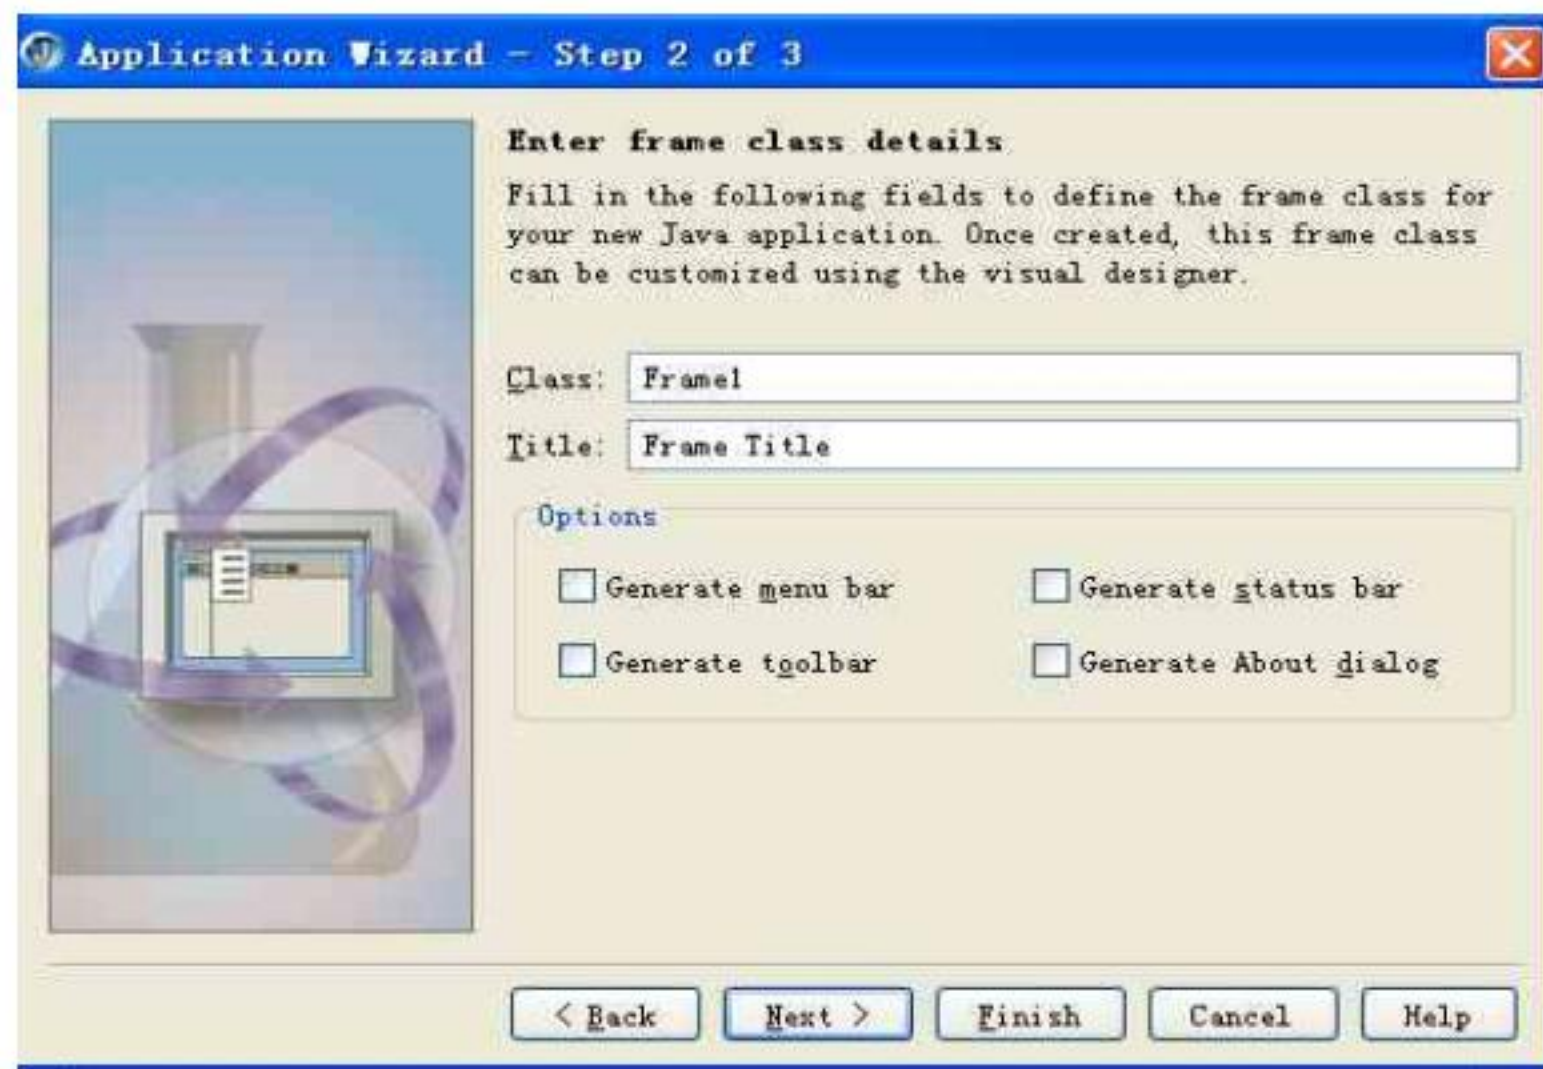 Application Wizard - Step 2 of 3
Enter frame class details
Fill in the following fields to define the frame class for
your new Java application. Once created, this frame class
can be customized using the visual designer.
Class: Frame1
Title: Frame Title
Options
Generate menu bar
Generate status bar
Generate toolbar
Generate About dialog
< Back
Next >
Finish
Cancel
Help